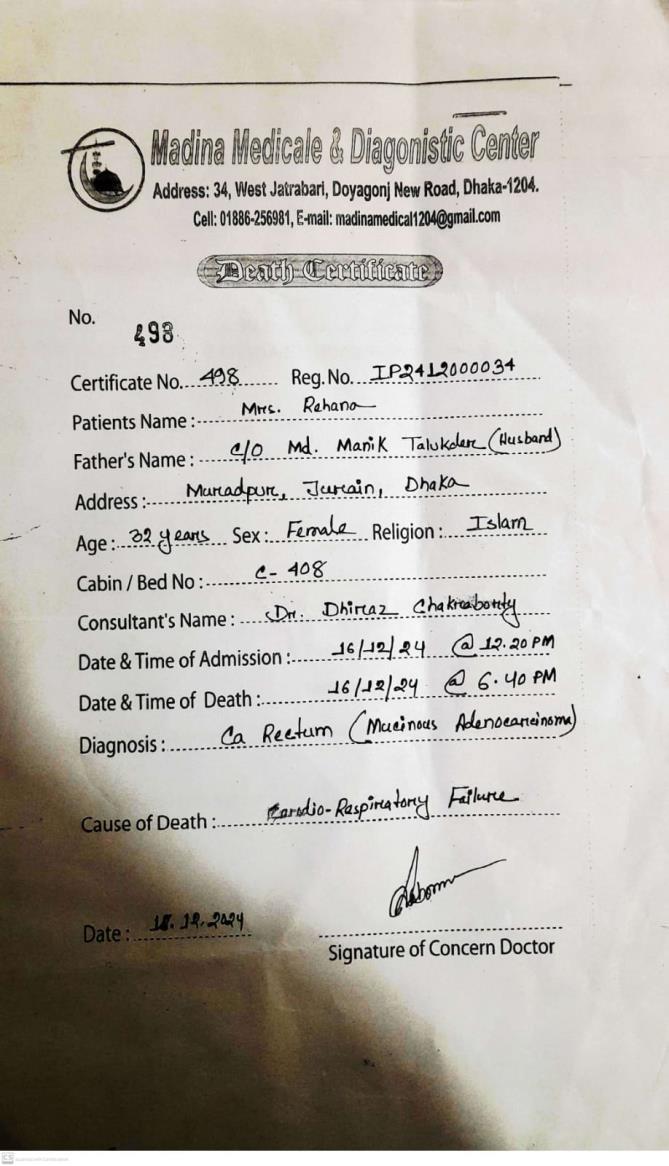 Madina Medicale & Diagonistic Center
Address: 34, West Jatrabari, Doyagonj New Road, Dhaka-1204.
Cell: 01886-256981, E-mail: madinamedical1204@gmail.com
Death Certificate
No. 498
Certificate No. 498 Reg. No. IP2412000034
Patients Name : Mrs. Rehana
Father's Name : C/O Md. Manik Talukder (Husband)
Address : Muradpur, Jurain, Dhaka
Age : 32 years Sex : Female Religion : Islam
Cabin / Bed No : C- 408
Consultant's Name : Dr. Dhiraz Chakraborty
Date & Time of Admission : 16/12/24 @ 12.20 PM
Date & Time of Death : 16/12/24 @ 6.40 PM
Diagnosis : Ca Rectum (Mucinous Adenocarcinoma)
Cause of Death : Cardio-Respiratory Failure
Date : 18.12.2024
Signature of Concern Doctor
CS